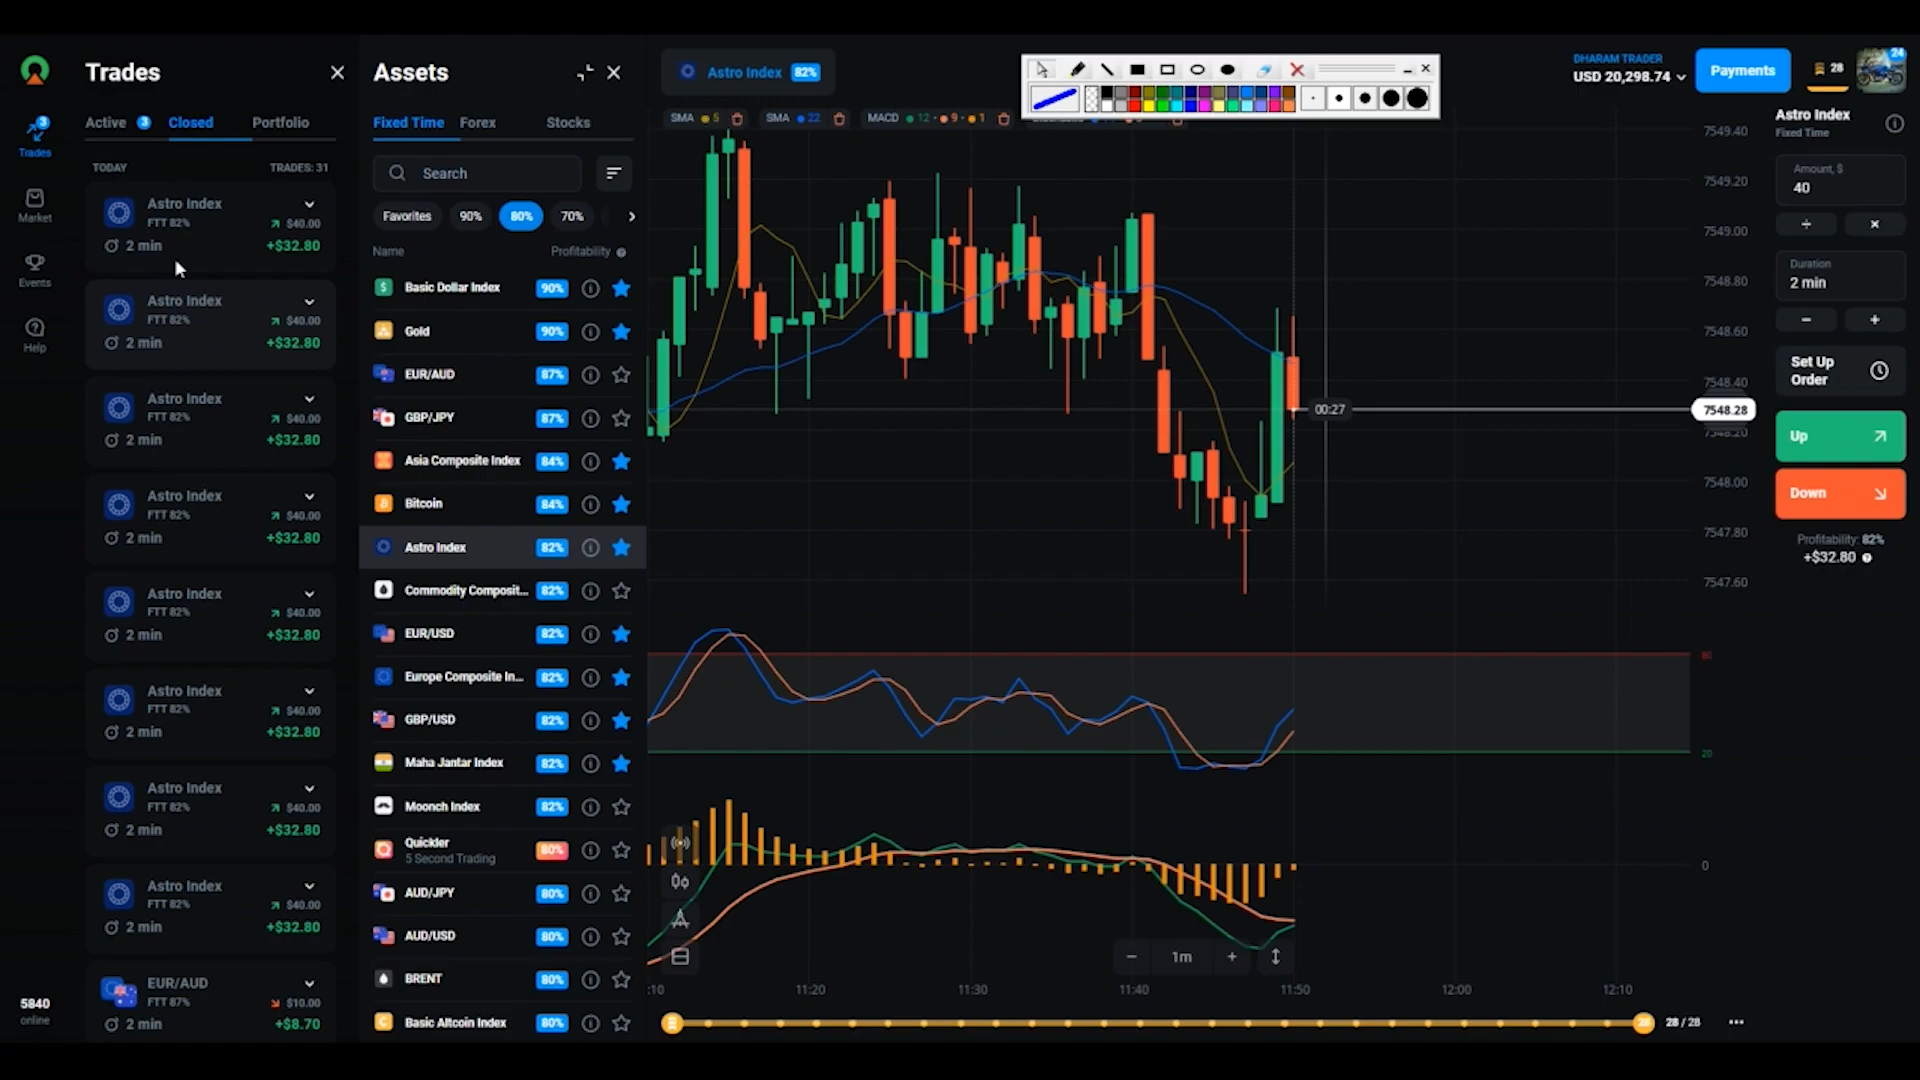 3
Trades
Market
Events
Help
5840
online
Trades
Active 3 Closed Portfolio
TODAY TRADES: 31
Astro Index
FTT 82% $40.00
2 min +$32.80
Astro Index
FTT 82% $40.00
2 min +$32.80
Astro Index
FTT 82% $40.00
2 min +$32.80
Astro Index
FTT 82% $40.00
2 min +$32.80
Astro Index
FTT 82% $40.00
2 min +$32.80
Astro Index
FTT 82% $40.00
2 min +$32.80
Astro Index
FTT 82% $40.00
2 min +$32.80
Astro Index
FTT 82% $40.00
2 min +$32.80
EUR/AUD
FTT 87% $10.00
2 min +$8.70
Assets
Fixed Time Forex Stocks
Search
Favorites 90% 80% 70%
Name Profitability
Basic Dollar Index 90%
Gold 90%
EUR/AUD 87%
GBP/JPY 87%
Asia Composite Index 84%
Bitcoin 84%
Astro Index 82%
Commodity Composit... 82%
EUR/USD 82%
Europe Composite In... 82%
GBP/USD 82%
Maha Jantar Index 82%
Moonch Index 82%
Quickler 80%
5 Second Trading
AUD/JPY 80%
AUD/USD 80%
BRENT 80%
Basic Altcoin Index 80%
Astro Index 82%
SMA 5 SMA 22 MACD 12 9 1
7549.40
7549.20
7549.00
7548.80
7548.60
7548.40
00:27 7548.28
7548.20
7548.00
7547.80
7547.60
80
20
0
1m
:10 11:20 11:30 11:40 11:50 12:00 12:10
28 / 28
DHARAM TRADER
USD 20,298.74
Payments
28
24
Astro Index
Fixed Time
Amount, $
40
÷ ×
Duration
2 min
− +
Set Up
Order
Up
Down
Profitability: 82%
+$32.80